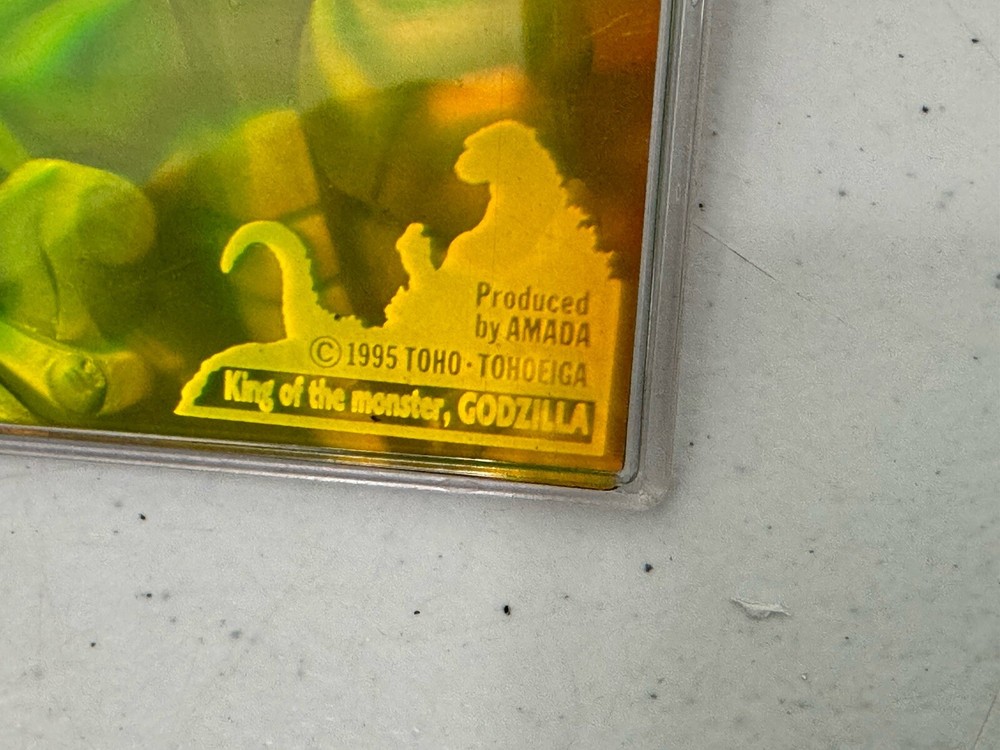 Produced
by AMADA
©1995 TOHO·TOHOEIGA
King of the monster, GODZILLA